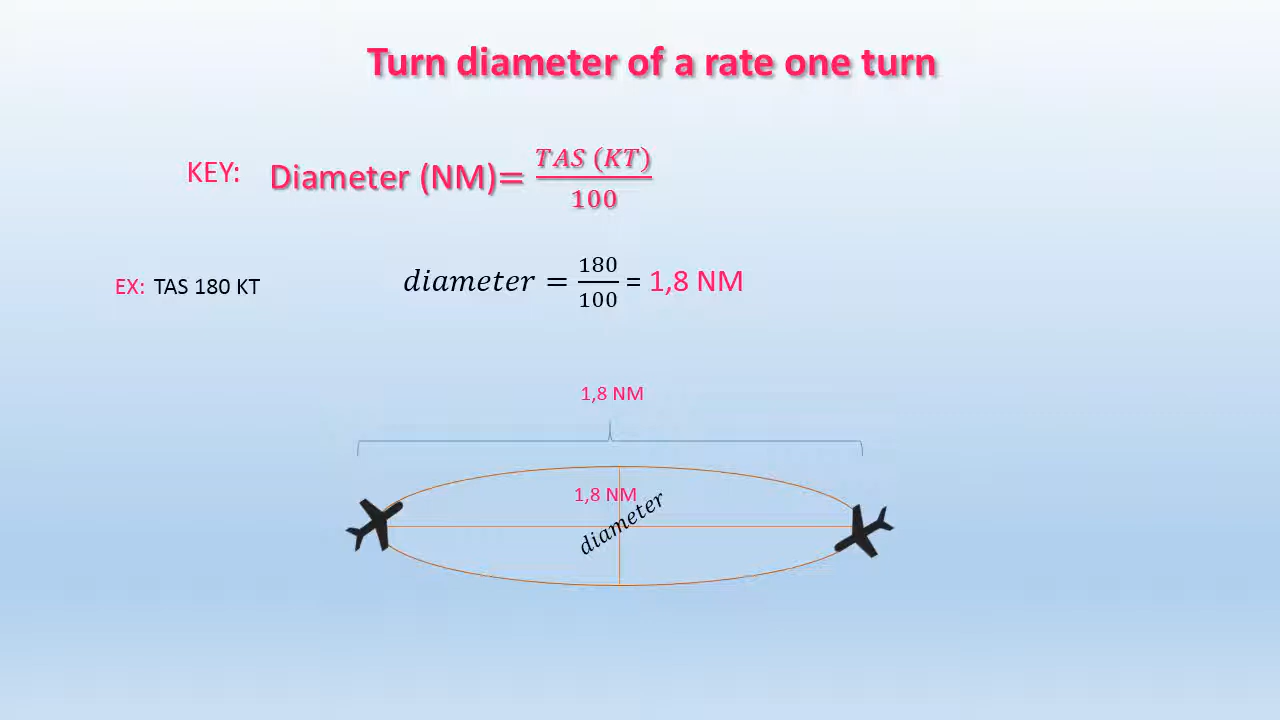 Turn diameter of a rate one turn
KEY: Diameter (NM)= TAS (KT)
100
EX: TAS 180 KT
diameter = 180
100
= 1,8 NM
1,8 NM
1,8 NM
diameter